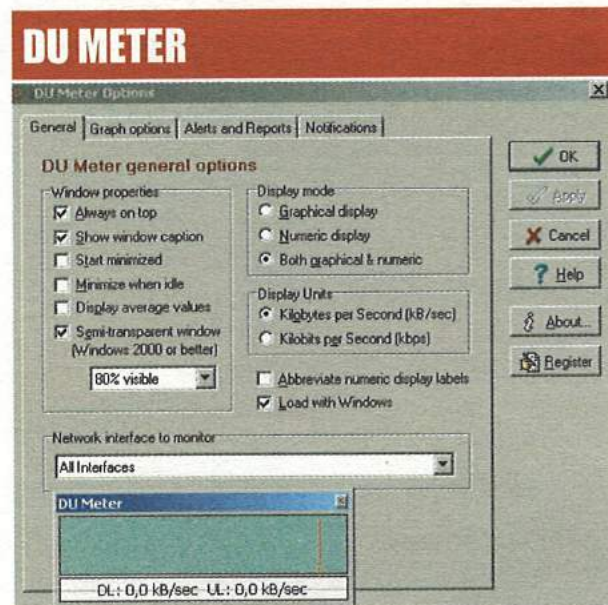 DU METER
DU Meter Options
General
Graph options
Alerts and Reports
Notifications
DU Meter general options
Window properties
Always on top
Show window caption
Start minimized
Minimize when idle
Display average values
Semi-transparent window
(Windows 2000 or better)
80% visible
Display mode
Graphical display
Numeric display
Both graphical & numeric
Display Units
Kilobytes per Second (kB/sec)
Kilobits per Second (kbps)
Abbreviate numeric display labels
Load with Windows
OK
Apply
Cancel
Help
About...
Register
Network interface to monitor
All Interfaces
DU Meter
DL: 0,0 kB/sec UL: 0,0 kB/sec